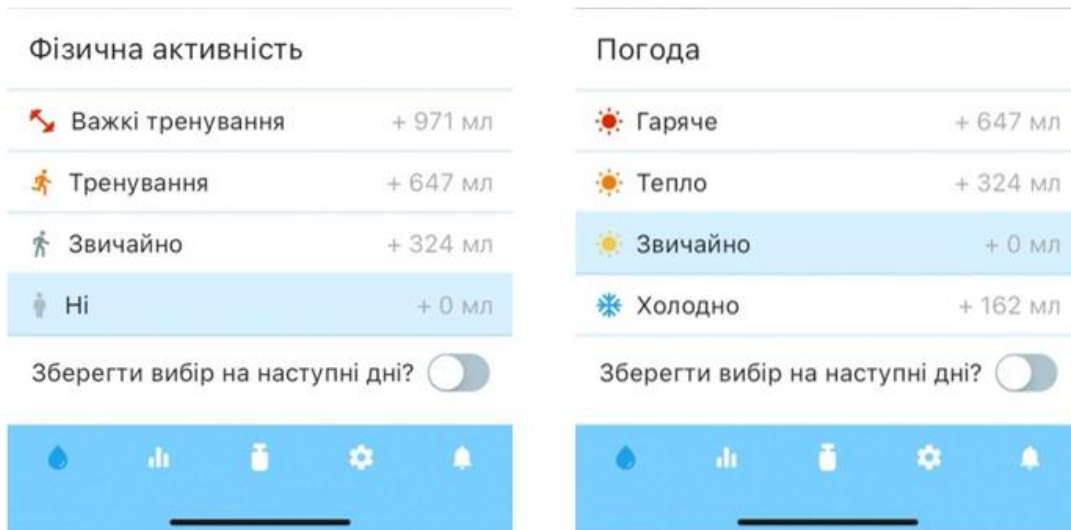 Фізична активність
Важкі тренування + 971 мл
Тренування + 647 мл
Звичайно + 324 мл
Ні + 0 мл
Зберегти вибір на наступні дні?
Погода
Гаряче + 647 мл
Тепло + 324 мл
Звичайно + 0 мл
Холодно + 162 мл
Зберегти вибір на наступні дні?